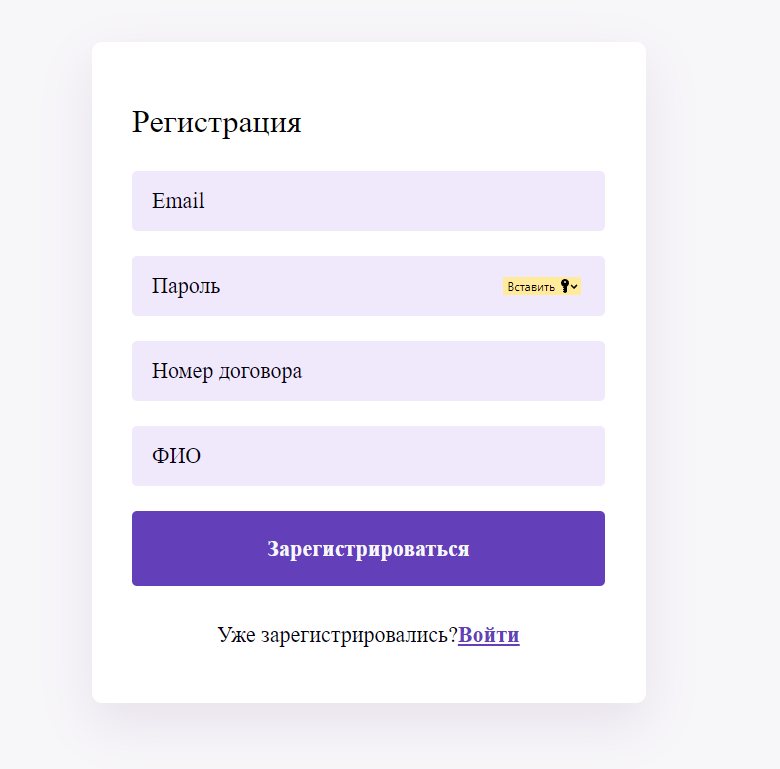 Регистрация
Email
Пароль
Вставить
Номер договора
ФИО
Зарегистрироваться
Уже зарегистрировались?Войти